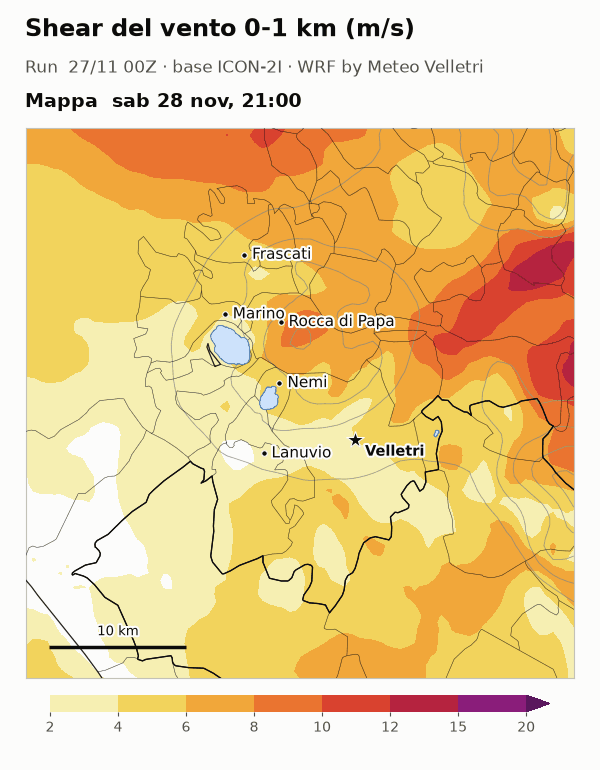 Shear del vento 0-1 km (m/s)
Run 27/11 00Z · base ICON-2I · WRF by Meteo Velletri
Mappa sab 28 nov, 21:00
Frascati
Marino
Rocca di Papa
Nemi
Velletri
Lanuvio
10 km
2 4 6 8 10 12 15 20